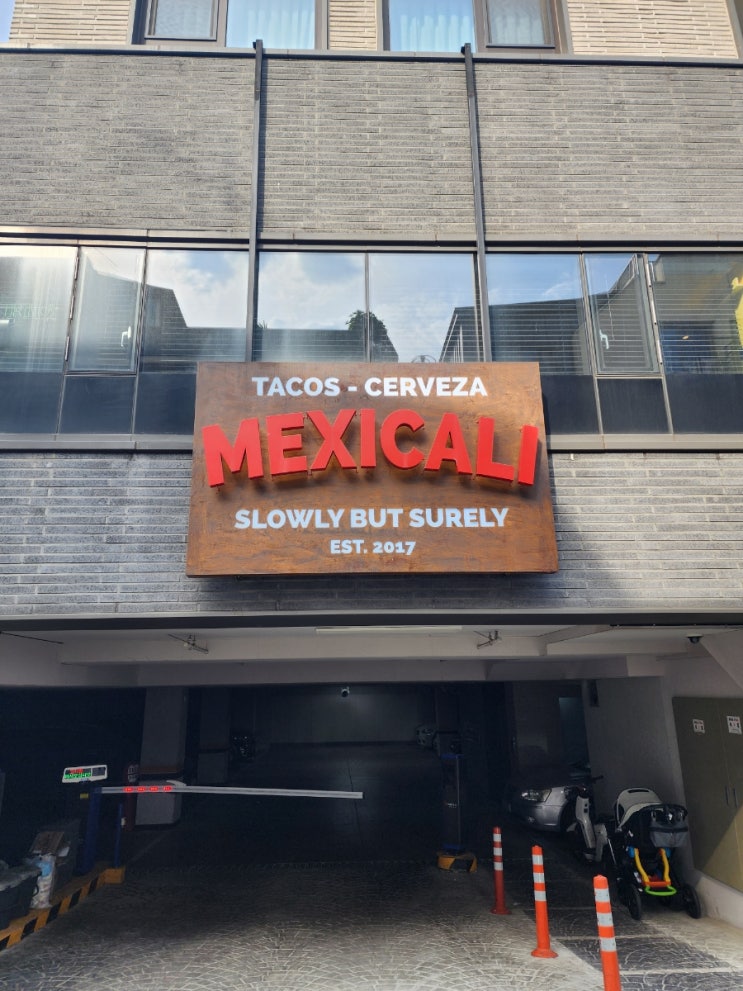 TACOS - CERVEZA
MEXICALI
SLOWLY BUT SURELY
EST. 2017